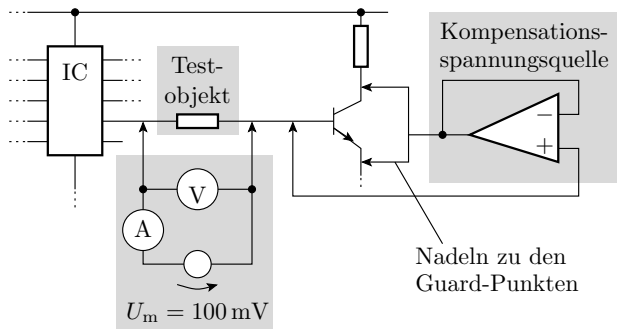 Kompensations-
spannungsquelle
IC
Test-
objekt
−
+
V
A
Nadeln zu den
Guard-Punkten
U_m = 100 mV